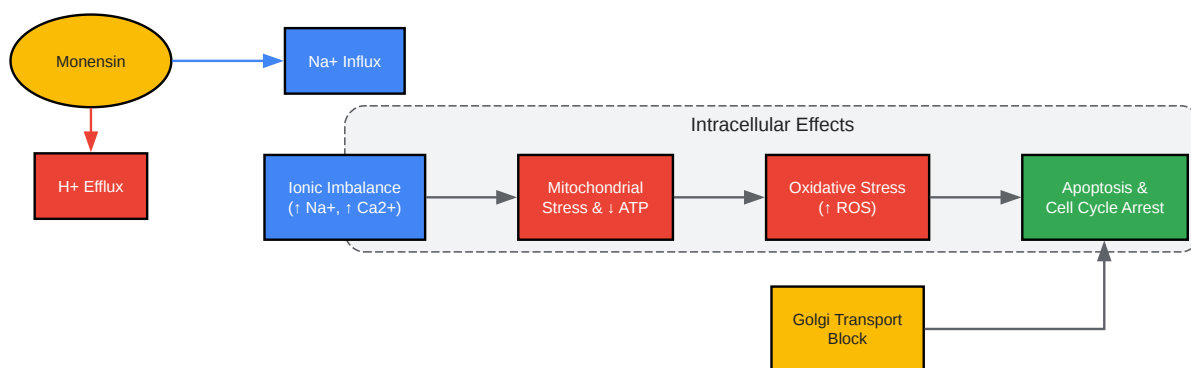 Monensin
Na+ Influx
Intracellular Effects
H+ Efflux
Ionic Imbalance
(↑ Na+, ↑ Ca2+)
Mitochondrial
Stress & ↓ ATP
Oxidative Stress
(↑ ROS)
Apoptosis &
Cell Cycle Arrest
Golgi Transport
Block